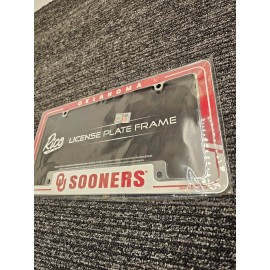 OKLAHOMA
Rico
LICENSE PLATE FRAME
OU SOONERS